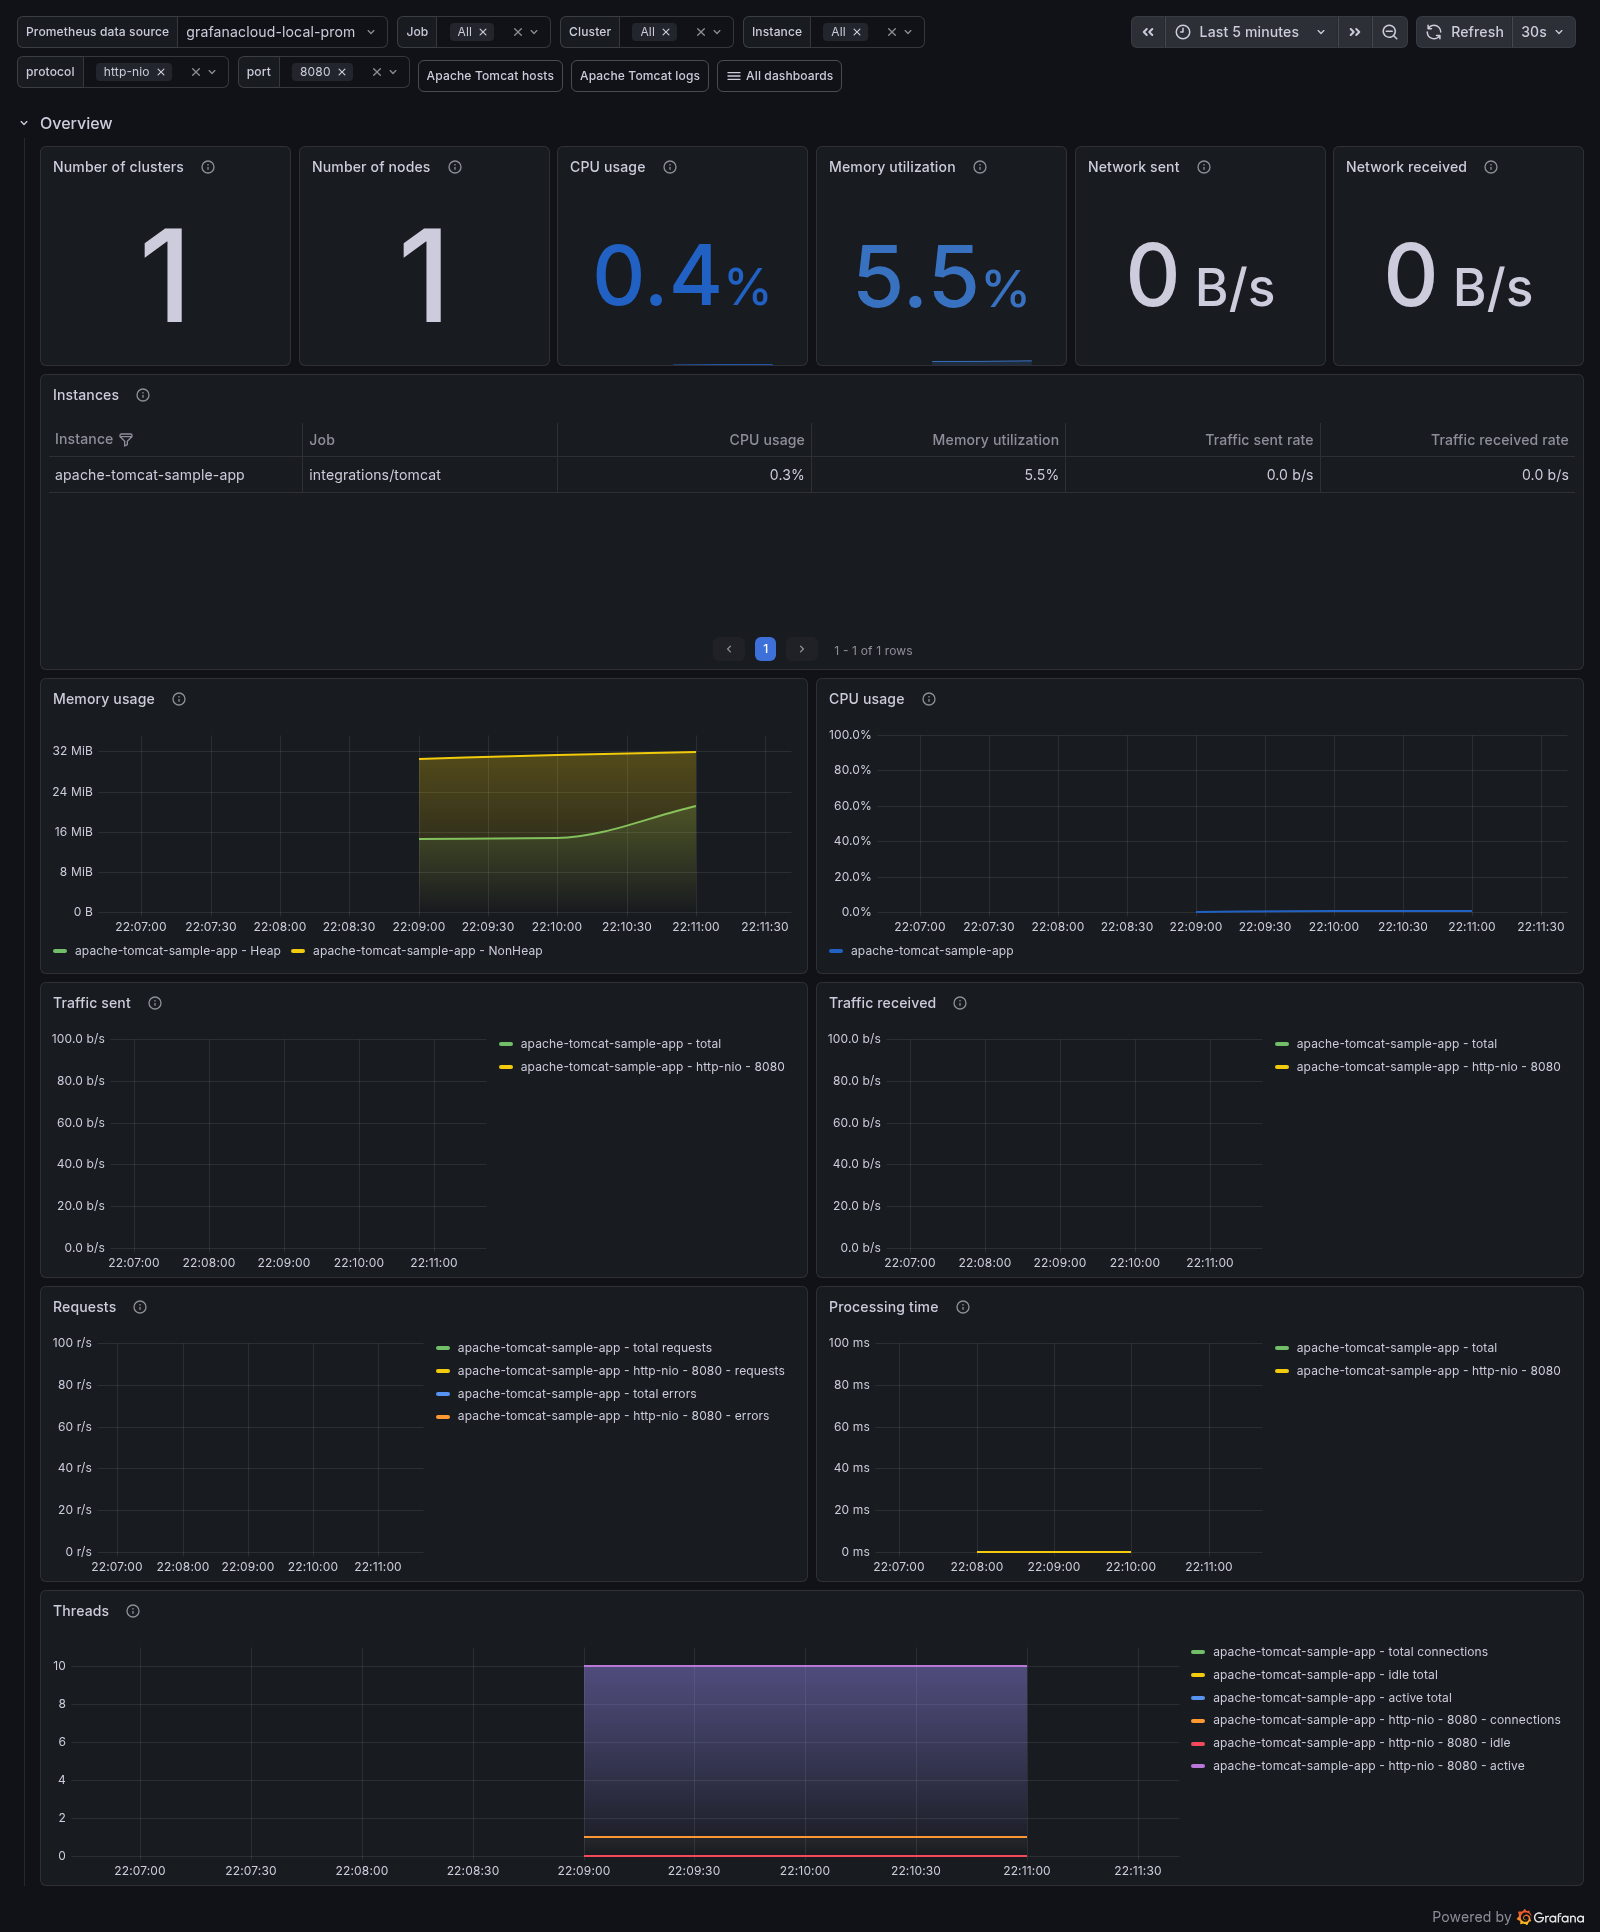 Prometheus data source grafanacloud-local-prom Job All Cluster All Instance All Last 5 minutes Refresh 30s
protocol http-nio port 8080 Apache Tomcat hosts Apache Tomcat logs All dashboards
Overview
Number of clusters Number of nodes CPU usage Memory utilization Network sent Network received
1 1 0.4% 5.5% 0 B/s 0 B/s
Instances
Instance Job CPU usage Memory utilization Traffic sent rate Traffic received rate
apache-tomcat-sample-app integrations/tomcat 0.3% 5.5% 0.0 b/s 0.0 b/s
1 1 - 1 of 1 rows
Memory usage
32 MiB
24 MiB
16 MiB
8 MiB
0 B
22:07:00 22:07:30 22:08:00 22:08:30 22:09:00 22:09:30 22:10:00 22:10:30 22:11:00 22:11:30
apache-tomcat-sample-app - Heap apache-tomcat-sample-app - NonHeap
CPU usage
100.0%
80.0%
60.0%
40.0%
20.0%
0.0%
22:07:00 22:07:30 22:08:00 22:08:30 22:09:00 22:09:30 22:10:00 22:10:30 22:11:00 22:11:30
apache-tomcat-sample-app
Traffic sent
100.0 b/s
80.0 b/s
60.0 b/s
40.0 b/s
20.0 b/s
0.0 b/s
22:07:00 22:08:00 22:09:00 22:10:00 22:11:00
apache-tomcat-sample-app - total
apache-tomcat-sample-app - http-nio - 8080
Traffic received
100.0 b/s
80.0 b/s
60.0 b/s
40.0 b/s
20.0 b/s
0.0 b/s
22:07:00 22:08:00 22:09:00 22:10:00 22:11:00
apache-tomcat-sample-app - total
apache-tomcat-sample-app - http-nio - 8080
Requests
100 r/s
80 r/s
60 r/s
40 r/s
20 r/s
0 r/s
22:07:00 22:08:00 22:09:00 22:10:00 22:11:00
apache-tomcat-sample-app - total requests
apache-tomcat-sample-app - http-nio - 8080 - requests
apache-tomcat-sample-app - total errors
apache-tomcat-sample-app - http-nio - 8080 - errors
Processing time
100 ms
80 ms
60 ms
40 ms
20 ms
0 ms
22:07:00 22:08:00 22:09:00 22:10:00 22:11:00
apache-tomcat-sample-app - total
apache-tomcat-sample-app - http-nio - 8080
Threads
10
8
6
4
2
0
22:07:00 22:07:30 22:08:00 22:08:30 22:09:00 22:09:30 22:10:00 22:10:30 22:11:00 22:11:30
apache-tomcat-sample-app - total connections
apache-tomcat-sample-app - idle total
apache-tomcat-sample-app - active total
apache-tomcat-sample-app - http-nio - 8080 - connections
apache-tomcat-sample-app - http-nio - 8080 - idle
apache-tomcat-sample-app - http-nio - 8080 - active
Powered by Grafana